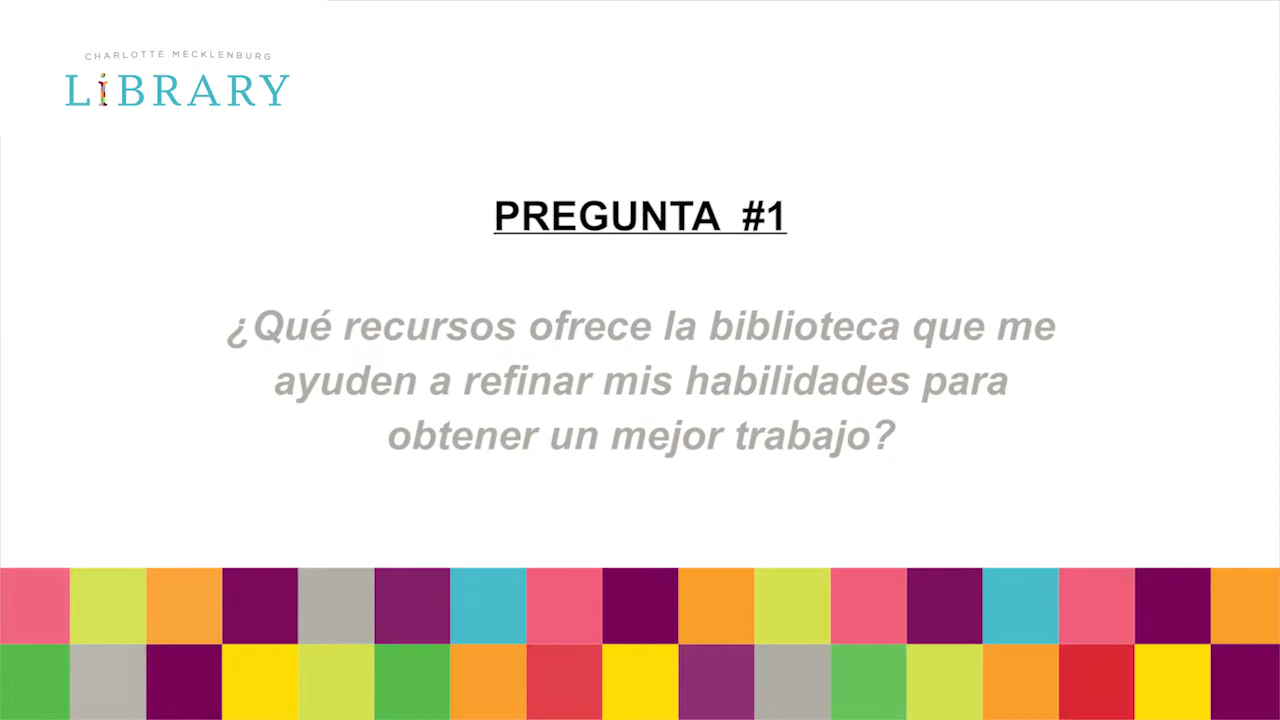 CHARLOTTE MECKLENBURG
LiBRARY
PREGUNTA #1
¿Qué recursos ofrece la biblioteca que me
ayuden a refinar mis habilidades para
obtener un mejor trabajo?